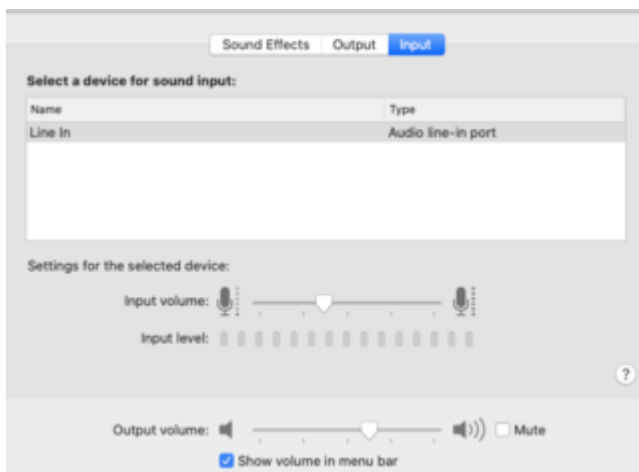 Sound Effects Output Input
Select a device for sound input:
Name Type
Line In Audio line-in port
Settings for the selected device:
Input volume:
Input level:
?
Output volume: Mute
Show volume in menu bar